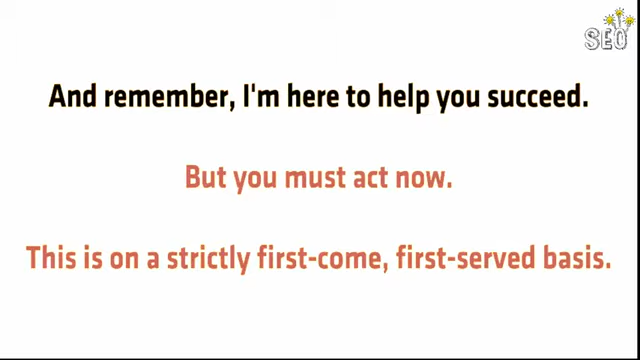 SEO
And remember, I'm here to help you succeed.
But you must act now.
This is on a strictly first-come, first-served basis.